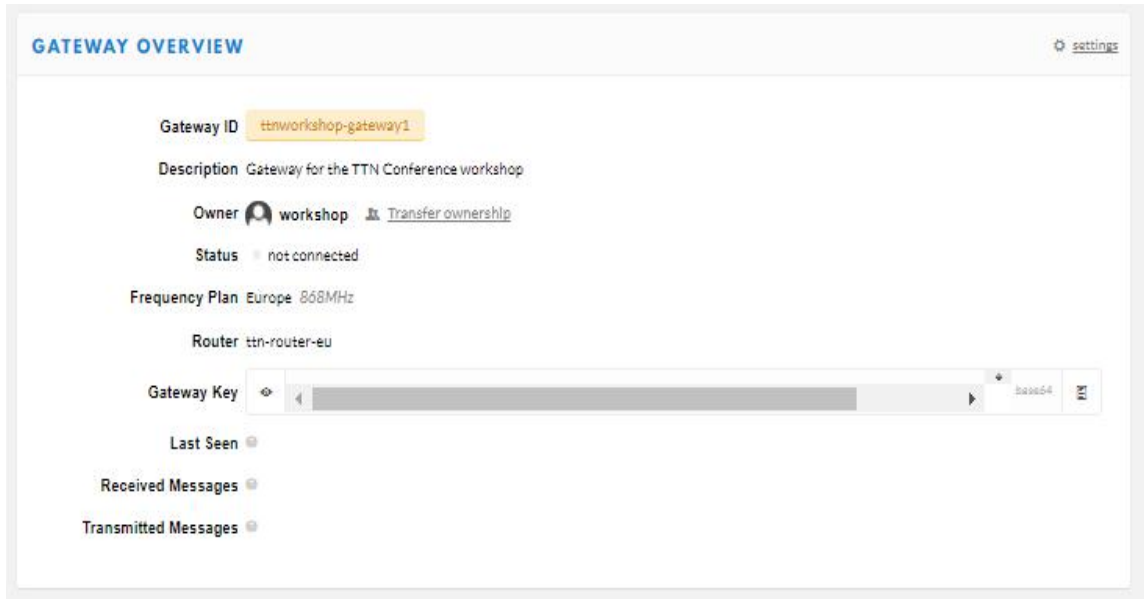 GATEWAY OVERVIEW settings
Gateway ID ttnworkshop-gateway1
Description Gateway for the TTN Conference workshop
Owner workshop Transfer ownership
Status not connected
Frequency Plan Europe 868MHz
Router ttn-router-eu
Gateway Key base64
Last Seen
Received Messages
Transmitted Messages